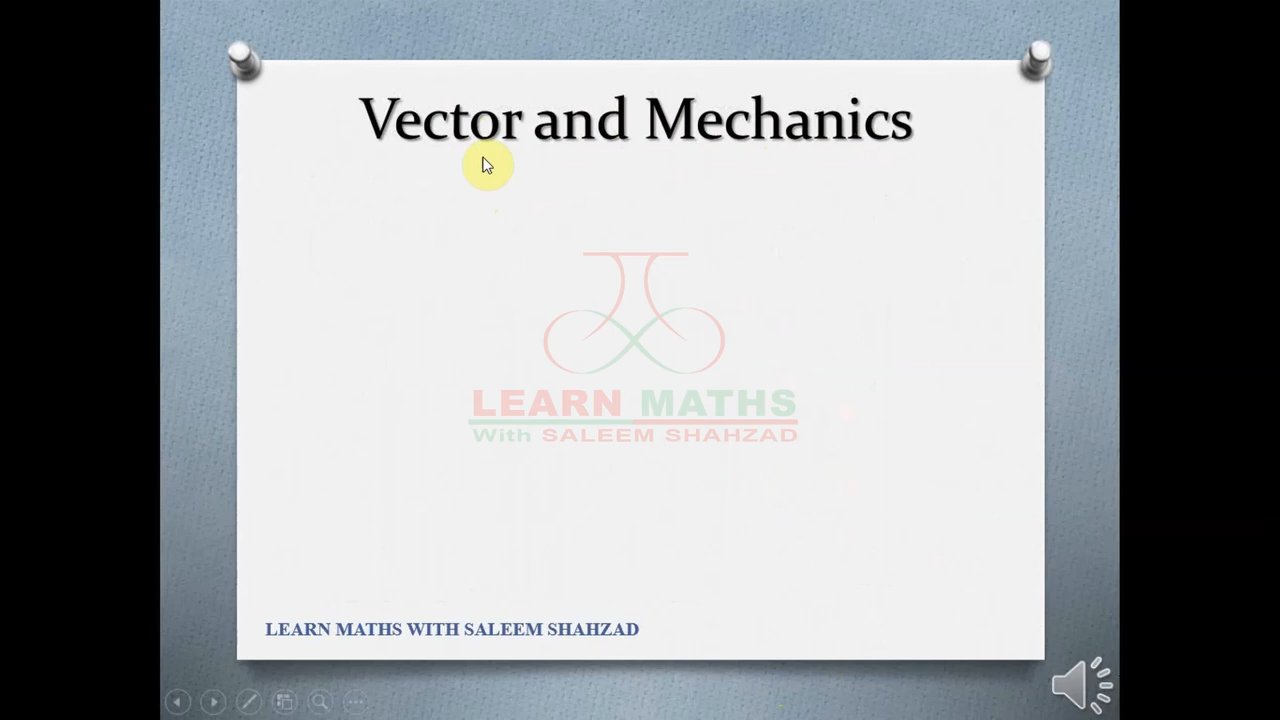 Vector and Mechanics
LEARN MATHS
With SALEEM SHAHZAD
LEARN MATHS WITH SALEEM SHAHZAD